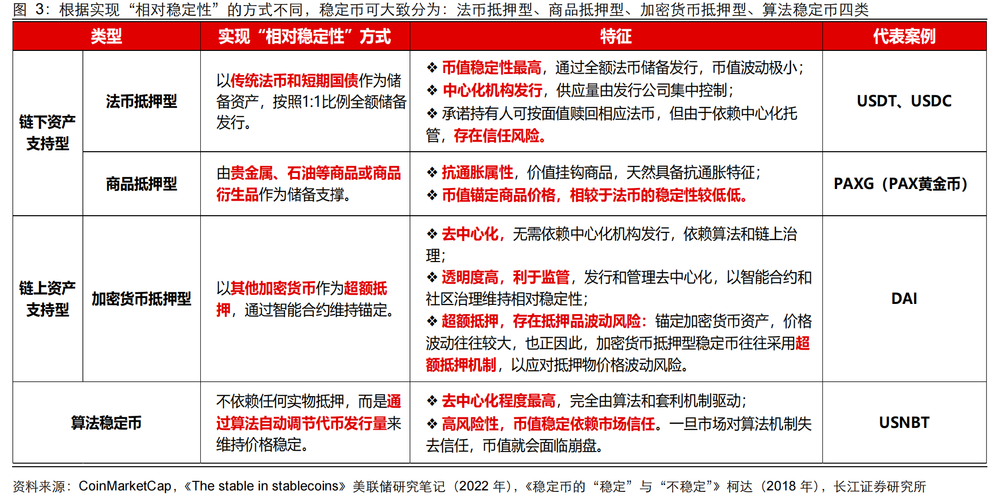 图 3：根据实现“相对稳定性”的方式不同，稳定币可大致分为：法币抵押型、商品抵押型、加密货币抵押型、算法稳定币四类
类型
实现“相对稳定性”方式
特征
代表案例
链下资产
支持型
法币抵押型
以传统法币和短期国债作为储
备资产，按照1:1比例全额储备
发行。
❖ 币值稳定性最高，通过全额法币储备发行，币值波动极小；
❖ 中心化机构发行，供应量由发行公司集中控制；
❖ 承诺持有人可按面值赎回相应法币，但由于依赖中心化托
管，存在信任风险。
USDT、USDC
商品抵押型
由贵金属、石油等商品或商品
衍生品作为储备支撑。
❖ 抗通胀属性，价值挂钩商品，天然具备抗通胀特征；
❖ 币值锚定商品价格，相较于法币的稳定性较低低。
PAXG（PAX黄金币）
链上资产
支持型
加密货币抵押型
以其他加密货币作为超额抵
押，通过智能合约维持锚定。
❖ 去中心化，无需依赖中心化机构发行，依赖算法和链上治
理；
❖ 透明度高，利于监管，发行和管理去中心化，以智能合约和
社区治理维持相对稳定性；
❖ 超额抵押，存在抵押品波动风险：锚定加密货币资产，价格
波动往往较大，也正因此，加密货币抵押型稳定币往往采用超
额抵押机制，以应对抵押物价格波动风险。
DAI
算法稳定币
不依赖任何实物抵押，而是通
过算法自动调节代币发行量来
维持价格稳定。
❖ 去中心化程度最高，完全由算法和套利机制驱动；
❖ 高风险性，币值稳定依赖市场信任。一旦市场对算法机制失
去信任，币值就会面临崩盘。
USNBT
资料来源：CoinMarketCap，《The stable in stablecoins》美联储研究笔记（2022 年），《稳定币的“稳定”与“不稳定”》柯达（2018 年），长江证券研究所